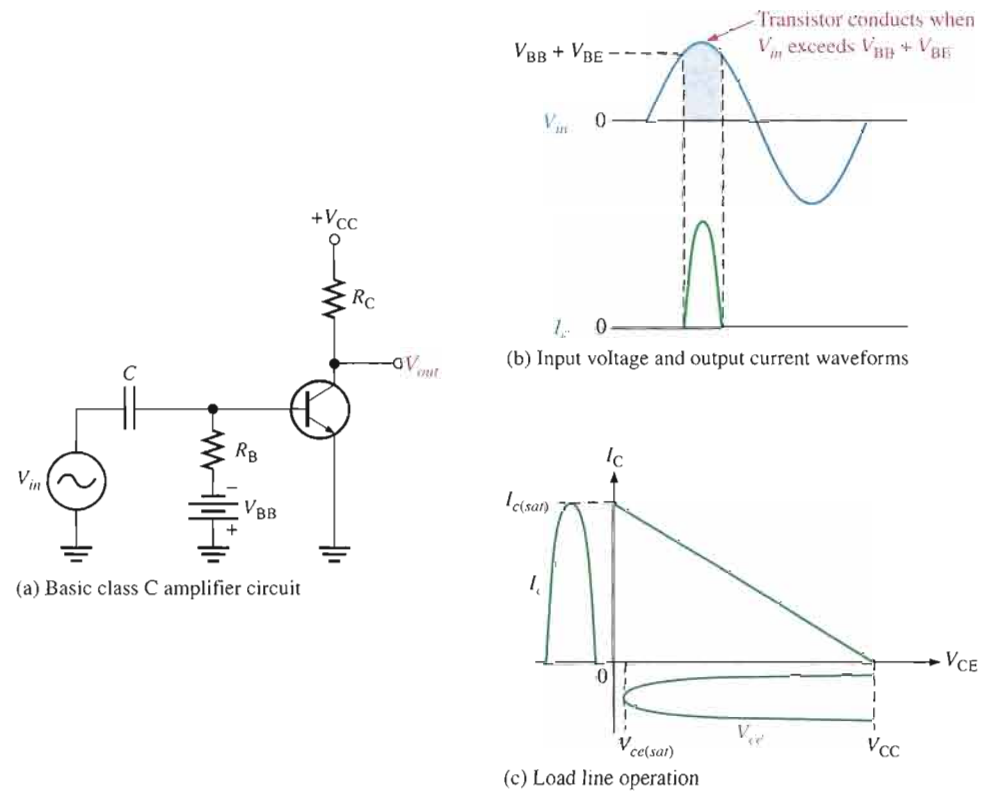 +V_CC
R_C
V_out
C
V_in
R_B
−
V_BB
+
(a) Basic class C amplifier circuit
Transistor conducts when
V_in exceeds V_BB + V_BE
V_BB + V_BE
V_in 0
I_c 0
(b) Input voltage and output current waveforms
I_C
I_c(sat)
I_c
0
V_CE
V_ce(sat)
V_ce
V_CC
(c) Load line operation